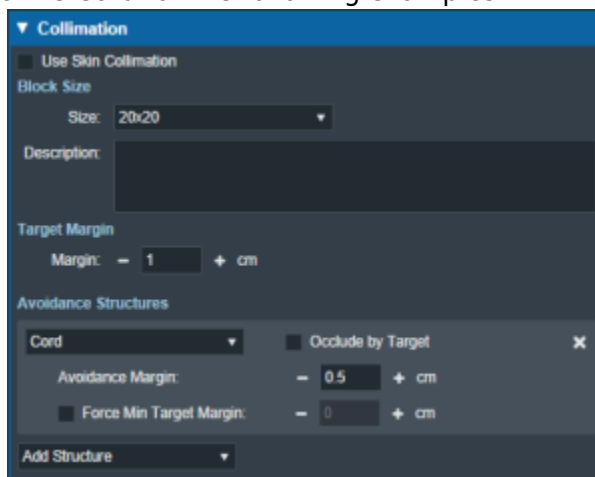 Collimation
Use Skin Collimation
Block Size
Size: 20x20
Description:
Target Margin
Margin: − 1 + cm
Avoidance Structures
Cord Occlude by Target ×
Avoidance Margin: − 0.5 + cm
Force Min Target Margin: − 0 + cm
Add Structure